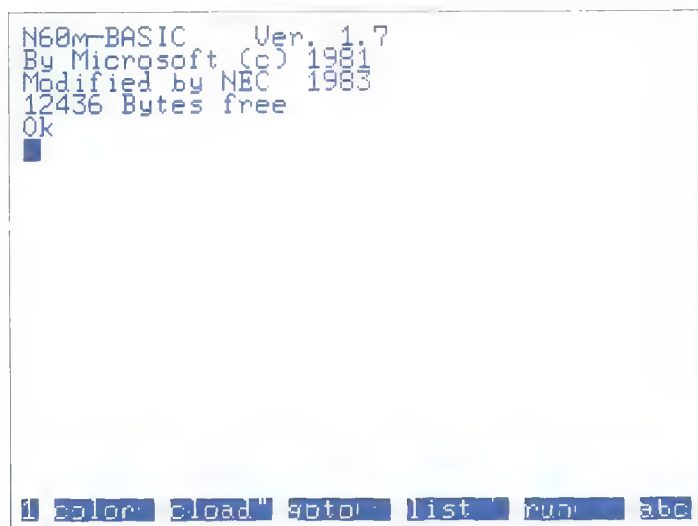 N60m-BASIC Ver. 1.7
By Microsoft (c) 1981
Modified by NEC 1983
12436 Bytes free
Ok
1 color cload" goto list run abc